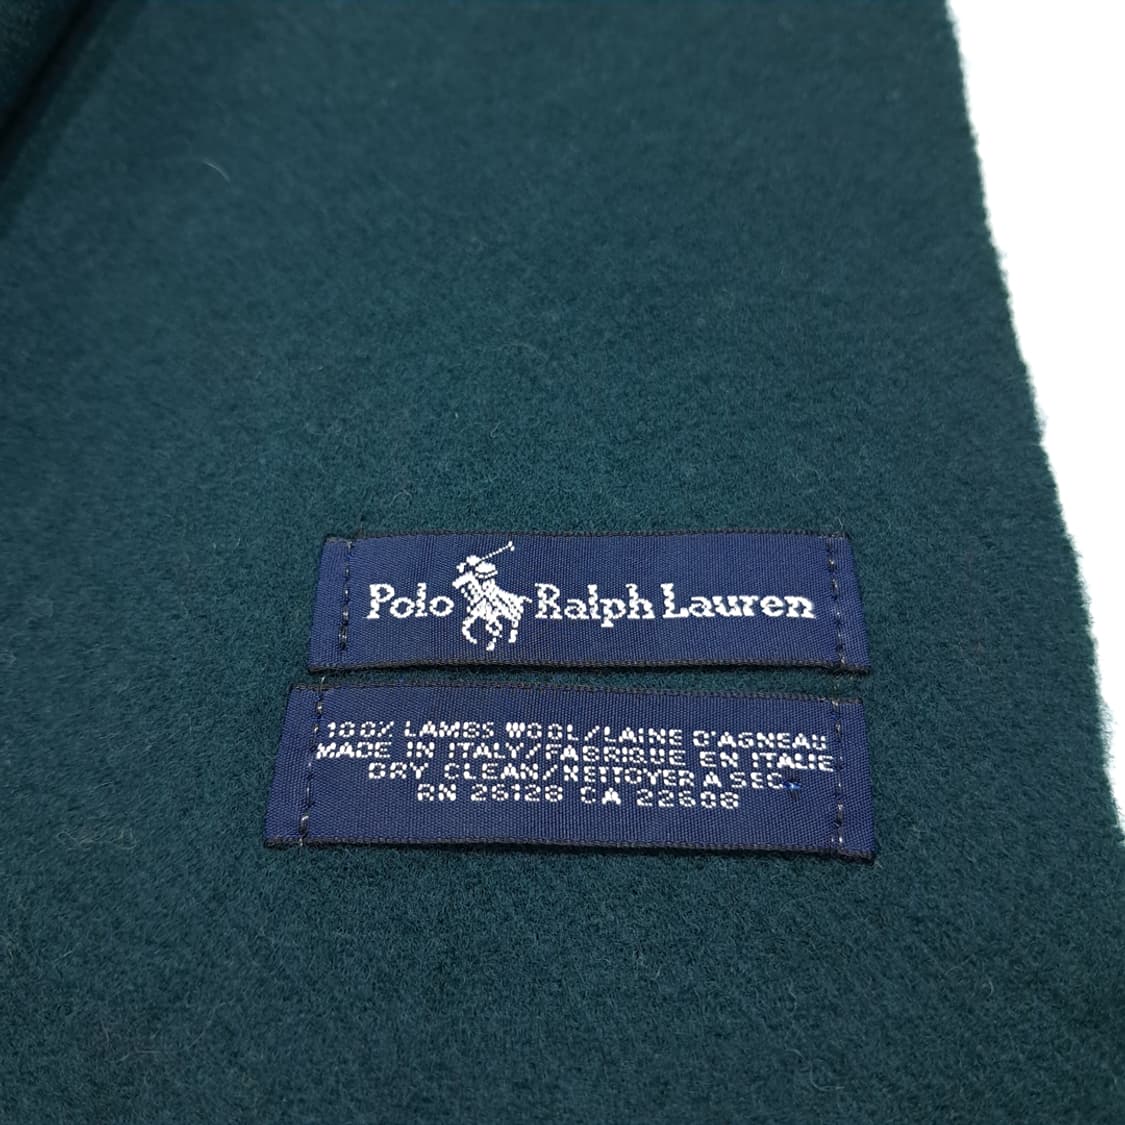 Polo Ralph Lauren
100% LAMBS WOOL/LAINE D'AGNEAU
MADE IN ITALY/FABRIQUE EN ITALIE
DRY CLEAN/NETTOYER A SEC
RN 26128 CA 22608